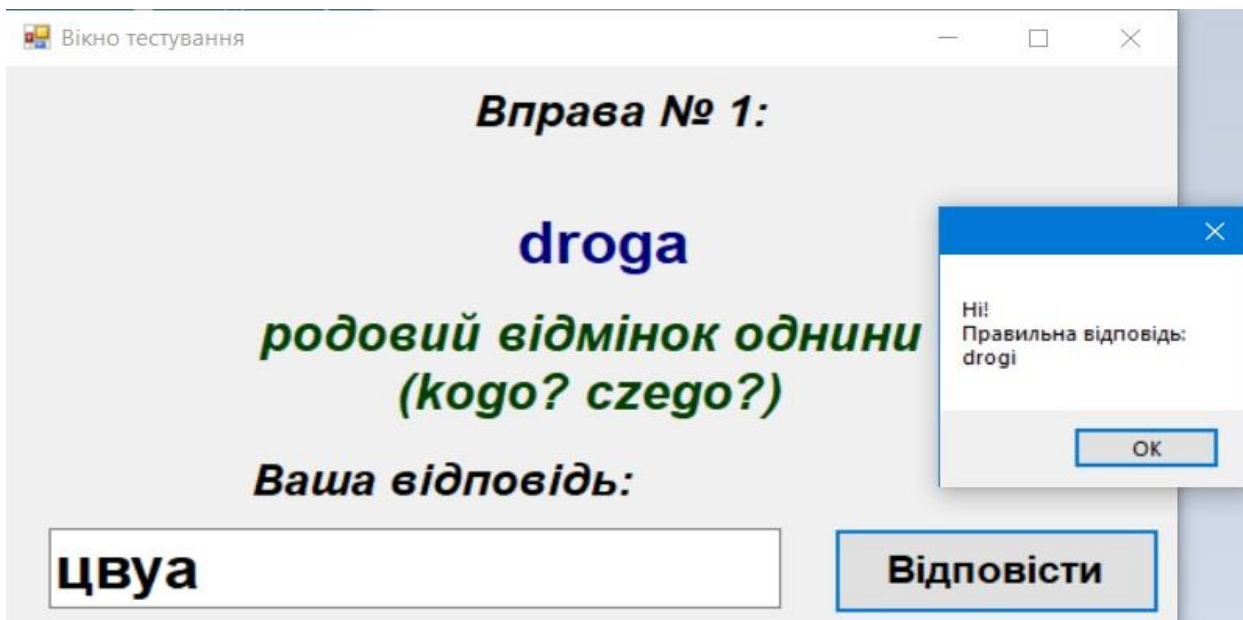 Вікно тестування
Вправа № 1:
droga
родовий відмінок однини
(kogo? czego?)
Ваша відповідь:
цвуа
Відповісти
Ні!
Правильна відповідь:
drogi
OK